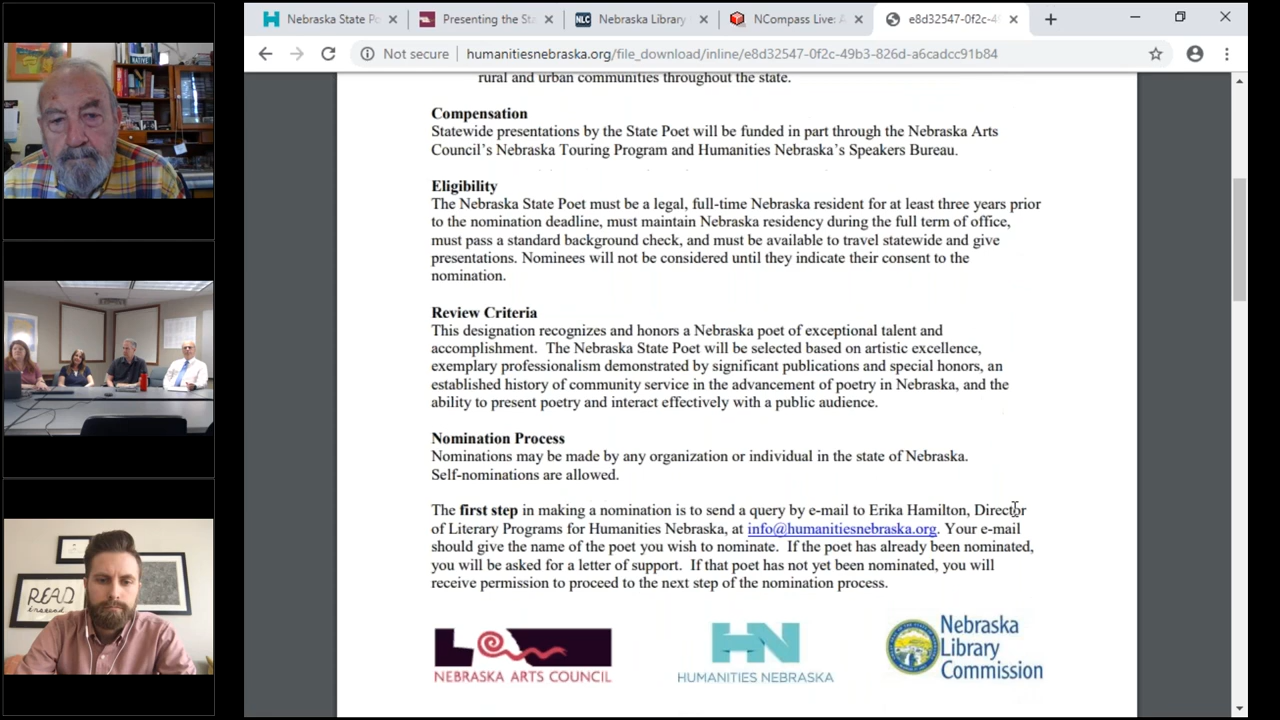 Nebraska State Po
Presenting the Sta
Nebraska Library
NCompass Live: A
e8d32547-0f2c-4
Not secure
humanitiesnebraska.org/file_download/inline/e8d32547-0f2c-49b3-826d-a6cadcc91b84
rural and urban communities throughout the state.
Compensation
Statewide presentations by the State Poet will be funded in part through the Nebraska Arts
Council's Nebraska Touring Program and Humanities Nebraska's Speakers Bureau.
Eligibility
The Nebraska State Poet must be a legal, full-time Nebraska resident for at least three years prior
to the nomination deadline, must maintain Nebraska residency during the full term of office,
must pass a standard background check, and must be available to travel statewide and give
presentations. Nominees will not be considered until they indicate their consent to the
nomination.
Review Criteria
This designation recognizes and honors a Nebraska poet of exceptional talent and
accomplishment. The Nebraska State Poet will be selected based on artistic excellence,
exemplary professionalism demonstrated by significant publications and special honors, an
established history of community service in the advancement of poetry in Nebraska, and the
ability to present poetry and interact effectively with a public audience.
Nomination Process
Nominations may be made by any organization or individual in the state of Nebraska.
Self-nominations are allowed.
The first step in making a nomination is to send a query by e-mail to Erika Hamilton, Director
of Literary Programs for Humanities Nebraska, at info@humanitiesnebraska.org. Your e-mail
should give the name of the poet you wish to nominate. If the poet has already been nominated,
you will be asked for a letter of support. If that poet has not yet been nominated, you will
receive permission to proceed to the next step of the nomination process.
NEBRASKA ARTS COUNCIL
HN
HUMANITIES NEBRASKA
Nebraska
Library
Commission
NATIVE
READ